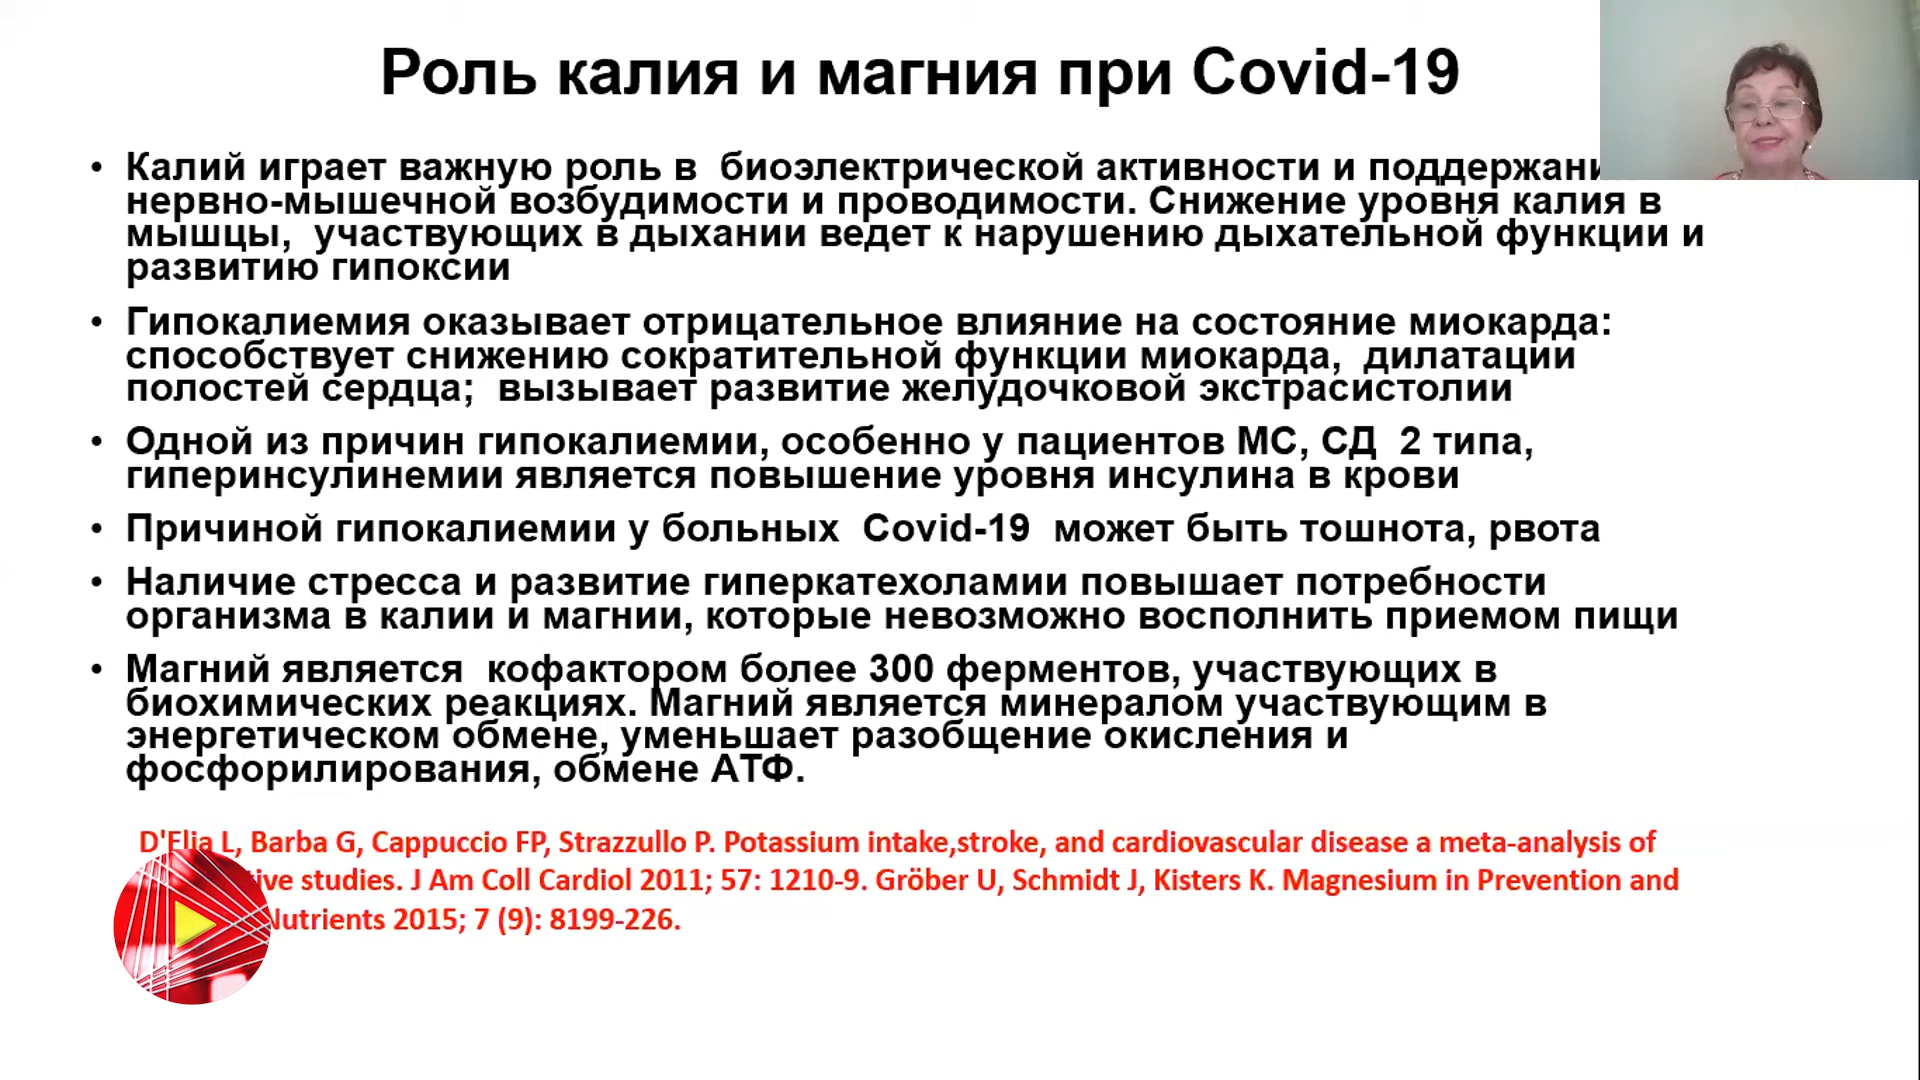 Роль калия и магния при Covid-19
• Калий играет важную роль в  биоэлектрической активности и
нервно-мышечной возбудимости и проводимости. Снижение уровня калия в
мышцы,  участвующих в дыхании ведет к нарушению дыхательной функции и
развитию гипоксии
• Гипокалиемия оказывает отрицательное влияние на состояние миокарда:
способствует снижению сократительной функции миокарда,  дилатации
полостей сердца;  вызывает развитие желудочковой экстрасистолии
• Одной из причин гипокалиемии, особенно у пациентов МС, СД  2 типа,
гиперинсулинемии является повышение уровня инсулина в крови
• Причиной гипокалиемии у больных  Covid-19  может быть тошнота, рвота
• Наличие стресса и развитие гиперкатехоламии повышает потребности
организма в калии и магнии, которые невозможно восполнить приемом пищи
• Магний является  кофактором более 300 ферментов, участвующих в
биохимических реакциях. Магний является минералом участвующим в
энергетическом обмене, уменьшает разобщение окисления и
фосфорилирования, обмене АТФ.
D'Elia L, Barba G, Cappuccio FP, Strazzullo P. Potassium intake,stroke, and cardiovascular disease a meta-analysis of
studies. J Am Coll Cardiol 2011; 57: 1210-9. Gröber U, Schmidt J, Kisters K. Magnesium in Prevention and
Nutrients 2015; 7 (9): 8199-226.